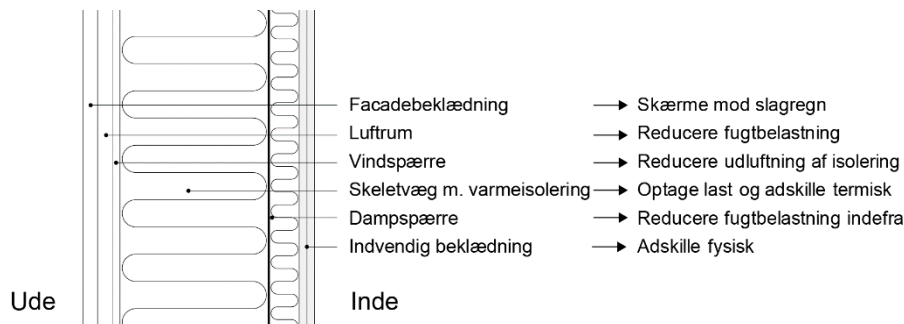 Facadebeklædning → Skærme mod slagregn
Luftrum → Reducere fugtbelastning
Vindspærre → Reducere udluftning af isolering
Skeletvæg m. varmeisolering → Optage last og adskille termisk
Dampspærre → Reducere fugtbelastning indefra
Indvendig beklædning → Adskille fysisk
Ude Inde